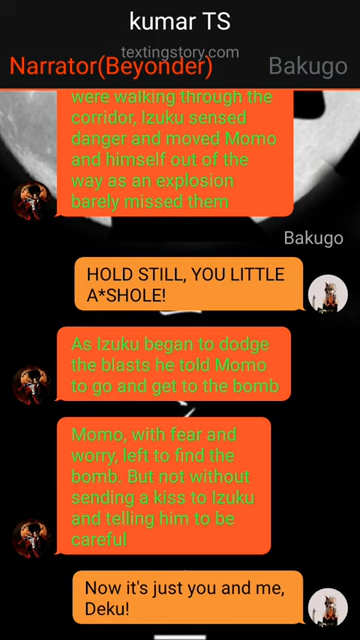 kumar TS
textingstory.com
Narrator(Beyonder) Bakugo
were walking through the
corridor, Izuku sensed
danger and moved Momo
and himself out of the
way as an explosion
barely missed them
Bakugo
HOLD STILL, YOU LITTLE
A*SHOLE!
As Izuku began to dodge
the blasts he told Momo
to go and get to the bomb
Momo, with fear and
worry, left to find the
bomb. But not without
sending a kiss to Izuku
and telling him to be
careful
Now it's just you and me,
Deku!